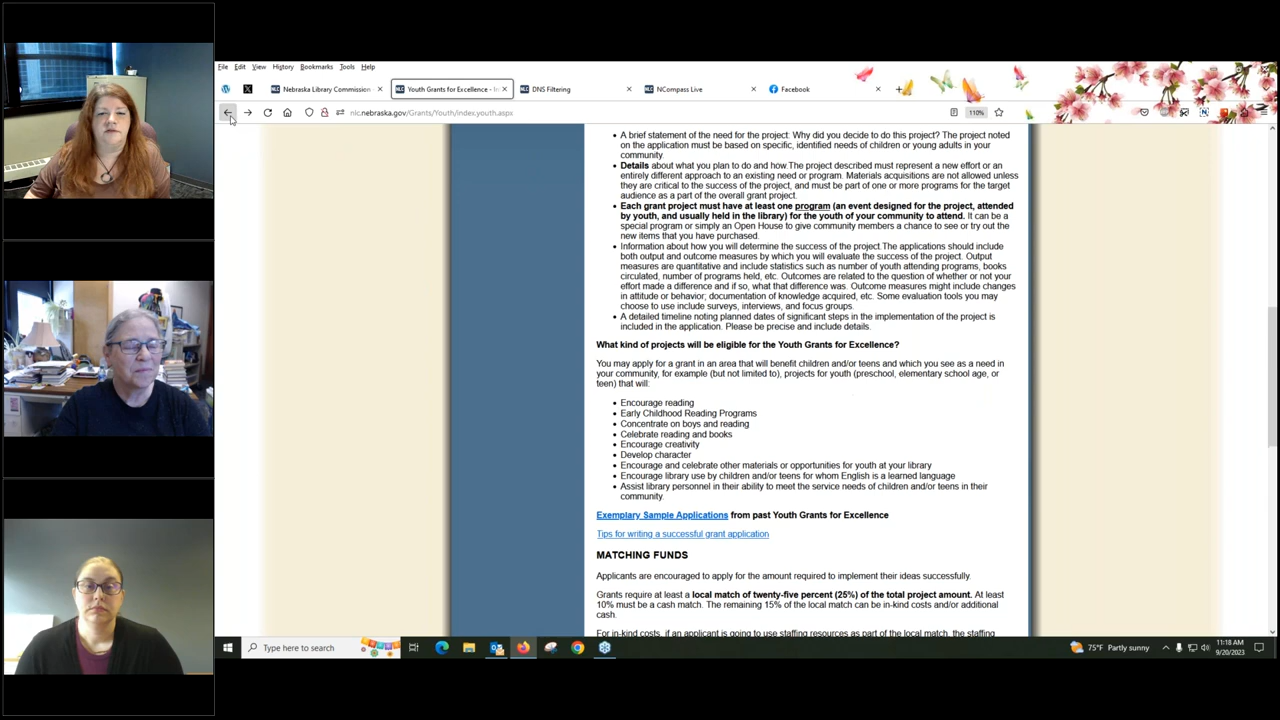 File Edit View History Bookmarks Tools Help
Nebraska Library Commission - Youth Grants for Excellence - In DNS Filtering NCompass Live Facebook
nlc.nebraska.gov/Grants/Youth/index.youth.aspx 110%
• A brief statement of the need for the project: Why did you decide to do this project? The project noted
on the application must be based on specific, identified needs of children or young adults in your
community.
• Details about what you plan to do and how.The project described must represent a new effort or an
entirely different approach to an existing need or program. Materials acquisitions are not allowed unless
they are critical to the success of the project, and must be part of one or more programs for the target
audience as a part of the overall grant project.
• Each grant project must have at least one program (an event designed for the project, attended
by youth, and usually held in the library) for the youth of your community to attend. It can be a
special program or simply an Open House to give community members a chance to see or try out the
new items that you have purchased.
• Information about how you will determine the success of the project.The applications should include
both output and outcome measures by which you will evaluate the success of the project. Output
measures are quantitative and include statistics such as number of youth attending programs, books
circulated, number of programs held, etc. Outcomes are related to the question of whether or not your
effort made a difference and if so, what that difference was. Outcome measures might include changes
in attitude or behavior; documentation of knowledge acquired, etc. Some evaluation tools you may
choose to use include surveys, interviews, and focus groups.
• A detailed timeline noting planned dates of significant steps in the implementation of the project is
included in the application. Please be precise and include details.
What kind of projects will be eligible for the Youth Grants for Excellence?
You may apply for a grant in an area that will benefit children and/or teens and which you see as a need in
your community, for example (but not limited to), projects for youth (preschool, elementary school age, or
teen) that will:
• Encourage reading
• Early Childhood Reading Programs
• Concentrate on boys and reading
• Celebrate reading and books
• Encourage creativity
• Develop character
• Encourage and celebrate other materials or opportunities for youth at your library
• Encourage library use by children and/or teens for whom English is a learned language
• Assist library personnel in their ability to meet the service needs of children and/or teens in their
community.
Exemplary Sample Applications from past Youth Grants for Excellence
Tips for writing a successful grant application
MATCHING FUNDS
Applicants are encouraged to apply for the amount required to implement their ideas successfully.
Grants require at least a local match of twenty-five percent (25%) of the total project amount. At least
10% must be a cash match. The remaining 15% of the local match can be in-kind costs and/or additional
cash.
For in-kind costs, if an applicant is going to use staffing resources as part of the local match, the staffing
Type here to search
75°F Partly sunny
11:18 AM
9/20/2023